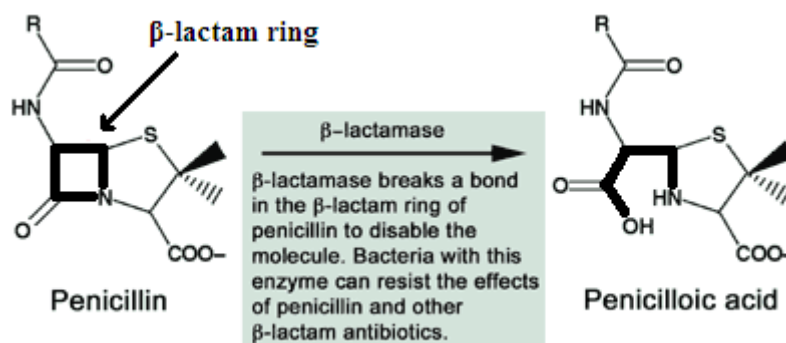 β-lactam ring
R
O
HN
S
N
O
COO–
Penicillin
β–lactamase
β-lactamase breaks a bond
in the β-lactam ring of
penicillin to disable the
molecule. Bacteria with this
enzyme can resist the effects
of penicillin and other
β-lactam antibiotics.
R
O
HN
S
O
HN
OH
COO–
Penicilloic acid